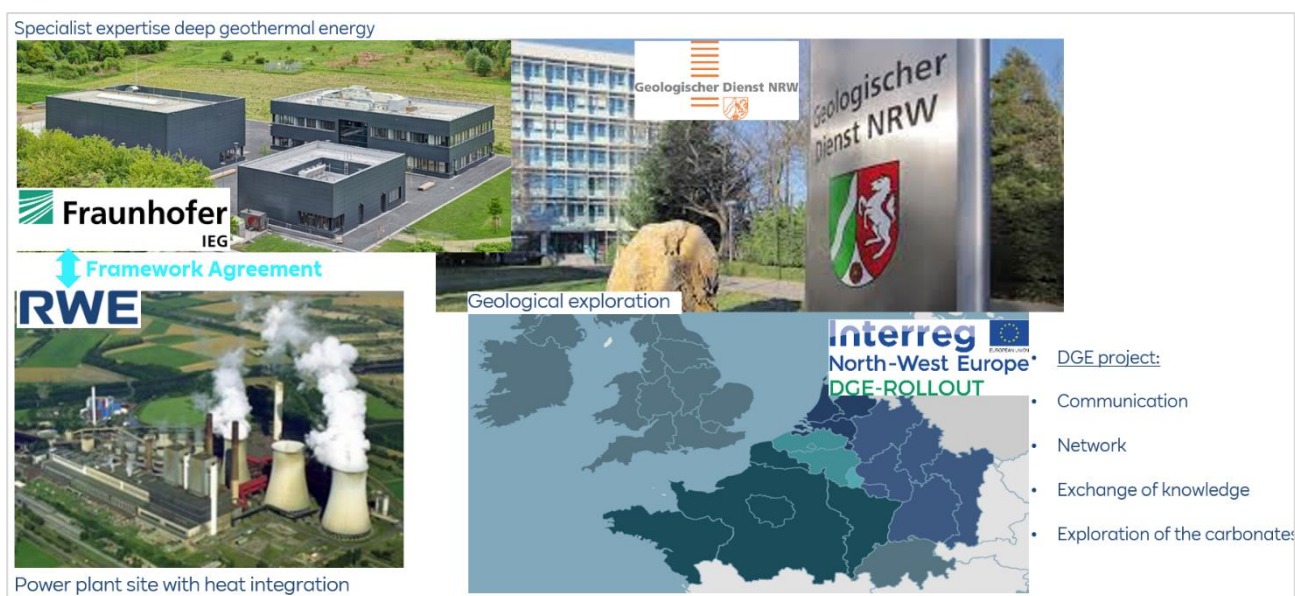 Specialist expertise deep geothermal energy
Geologischer Dienst NRW
Geologischer
Dienst NRW
Fraunhofer
IEG
Framework Agreement
RWE
Power plant site with heat integration
Geological exploration
Interreg
EUROPEAN UNION
North-West Europe
DGE-ROLLOUT
• DGE project:
• Communication
• Network
• Exchange of knowledge
• Exploration of the carbonates